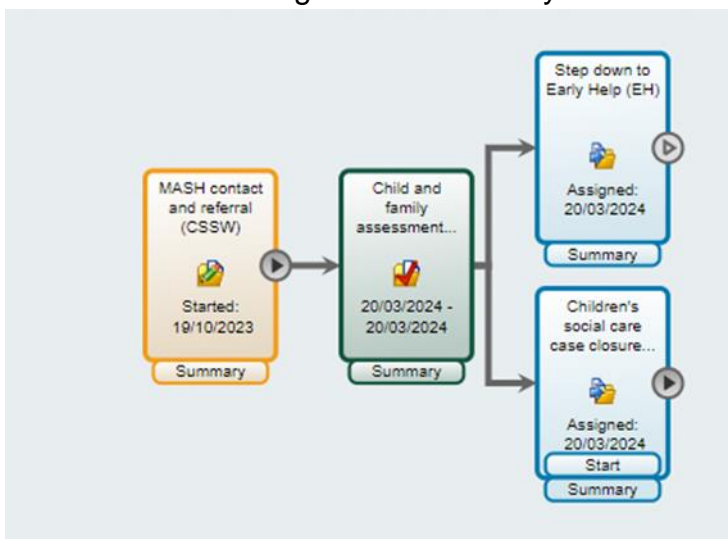 MASH contact
and referral
(CSSW)
Started:
19/10/2023
Summary
Child and
family
assessment...
20/03/2024 -
20/03/2024
Summary
Step down to
Early Help (EH)
Assigned:
20/03/2024
Summary
Children's
social care
case closure...
Assigned:
20/03/2024
Start
Summary